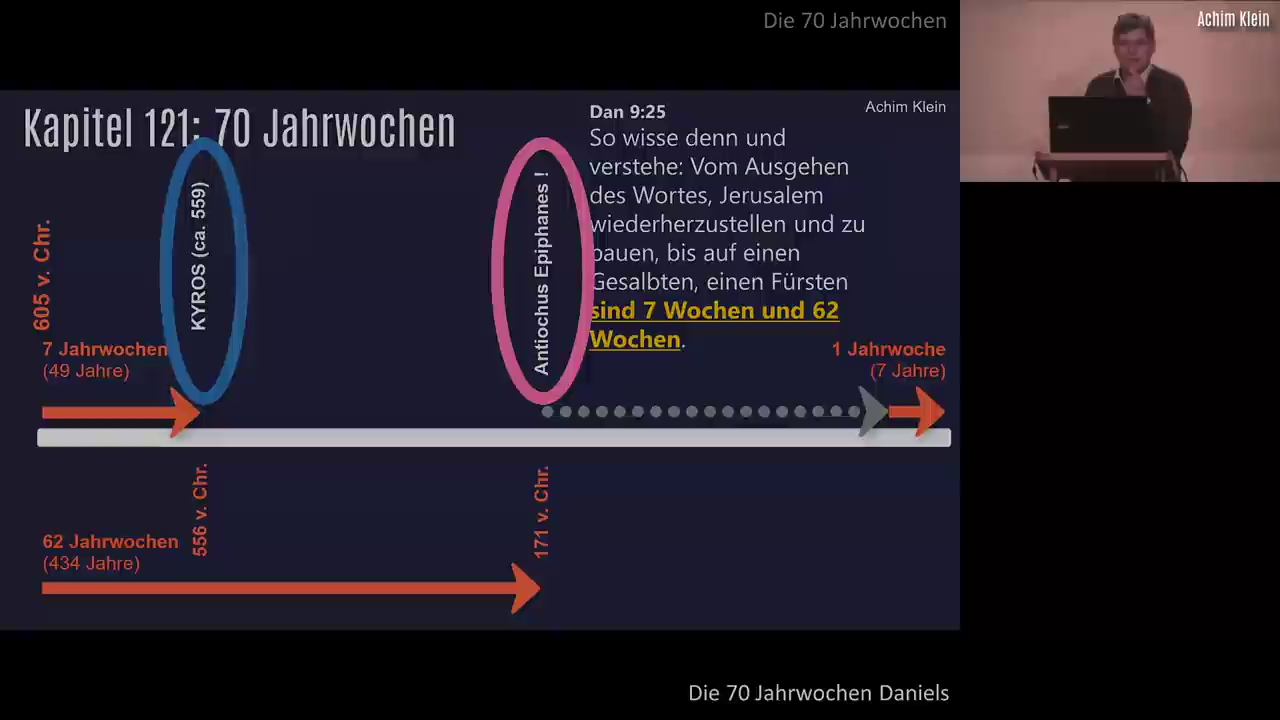 Die 70 Jahrwochen
Achim Klein
Kapitel 121: 70 Jahrwochen
Achim Klein
Dan 9:25
So wisse denn und
verstehe: Vom Ausgehen
des Wortes, Jerusalem
wiederherzustellen und zu
bauen, bis auf einen
Gesalbten, einen Fürsten
sind 7 Wochen und 62
Wochen.
605 v. Chr.
KYROS (ca. 559)
Antiochus Epiphanes !
7 Jahrwochen
(49 Jahre)
1 Jahrwoche
(7 Jahre)
556 v. Chr.
171 v. Chr.
62 Jahrwochen
(434 Jahre)
Die 70 Jahrwochen Daniels